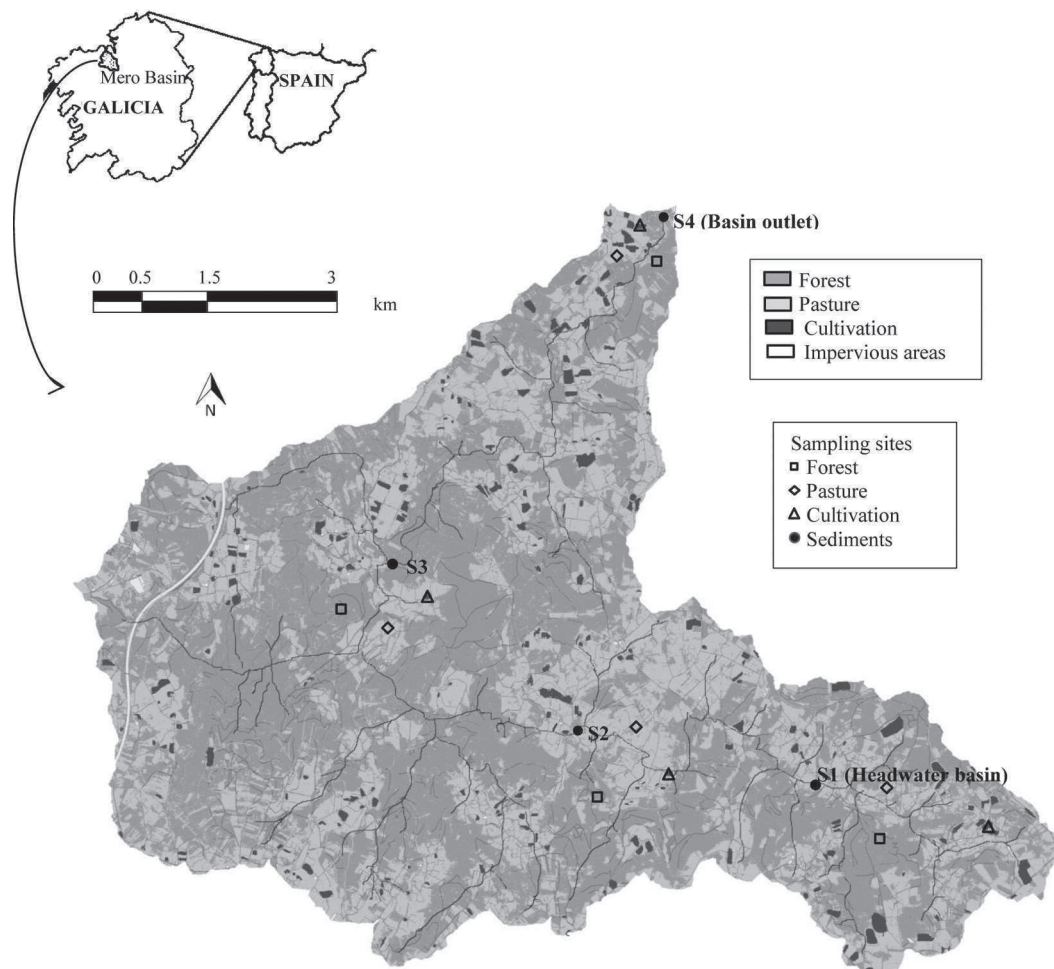 Mero Basin
GALICIA
SPAIN
0 0.5 1.5 3
km
N
S4 (Basin outlet)
Forest
Pasture
Cultivation
Impervious areas
Sampling sites
Forest
Pasture
Cultivation
Sediments
S3
S2
S1 (Headwater basin)